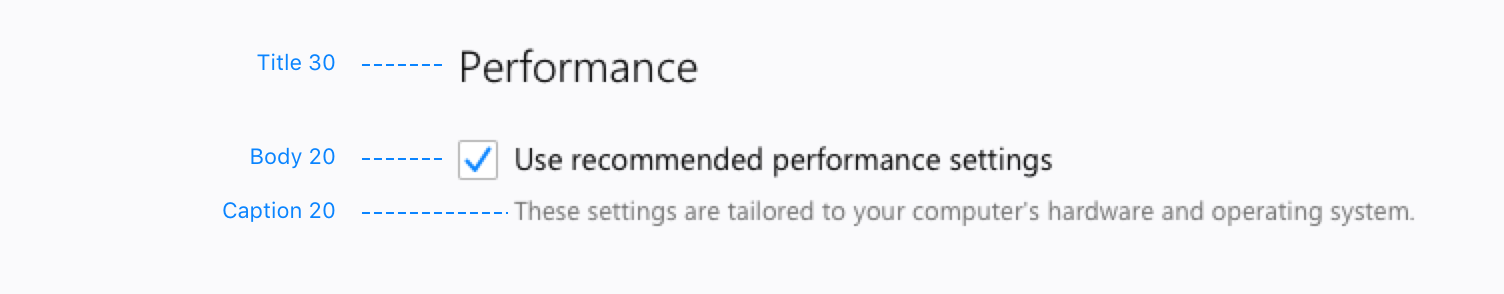 Title 30 Performance
Body 20 Use recommended performance settings
Caption 20 These settings are tailored to your computer's hardware and operating system.